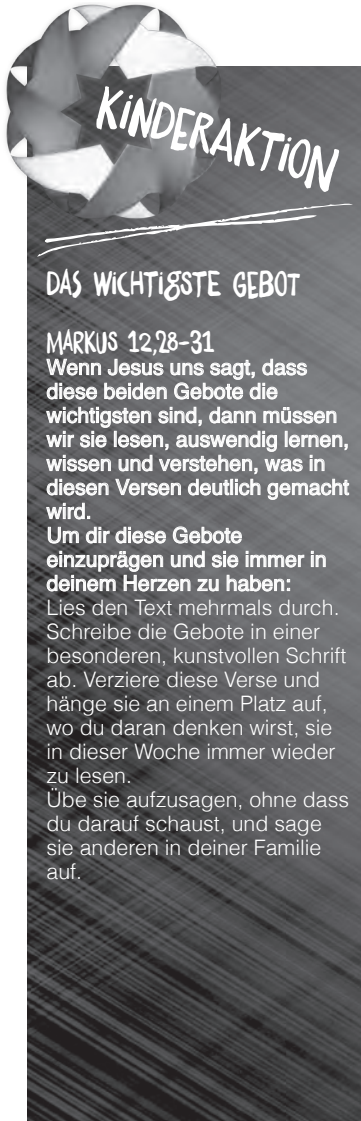 KINDERAKTION
DAS WICHTIGSTE GEBOT
MARKUS 12,28-31
Wenn Jesus uns sagt, dass
diese beiden Gebote die
wichtigsten sind, dann müssen
wir sie lesen, auswendig lernen,
wissen und verstehen, was in
diesen Versen deutlich gemacht
wird.
Um dir diese Gebote
einzuprägen und sie immer in
deinem Herzen zu haben:
Lies den Text mehrmals durch.
Schreibe die Gebote in einer
besonderen, kunstvollen Schrift
ab. Verziere diese Verse und
hänge sie an einem Platz auf,
wo du daran denken wirst, sie
in dieser Woche immer wieder
zu lesen.
Übe sie aufzusagen, ohne dass
du darauf schaust, und sage
sie anderen in deiner Familie
auf.